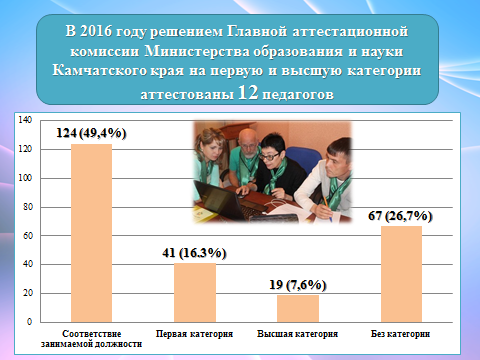 В 2016 году решением Главной аттестационной
комиссии Министерства образования и науки
Камчатского края на первую и высшую категории
аттестованы 12 педагогов
140
120
100
80
60
40
20
0
124 (49,4%)
41 (16.3%)
19 (7,6%)
67 (26,7%)
Соответствие
занимаемой должности
Первая категория
Высшая категория
Без категории